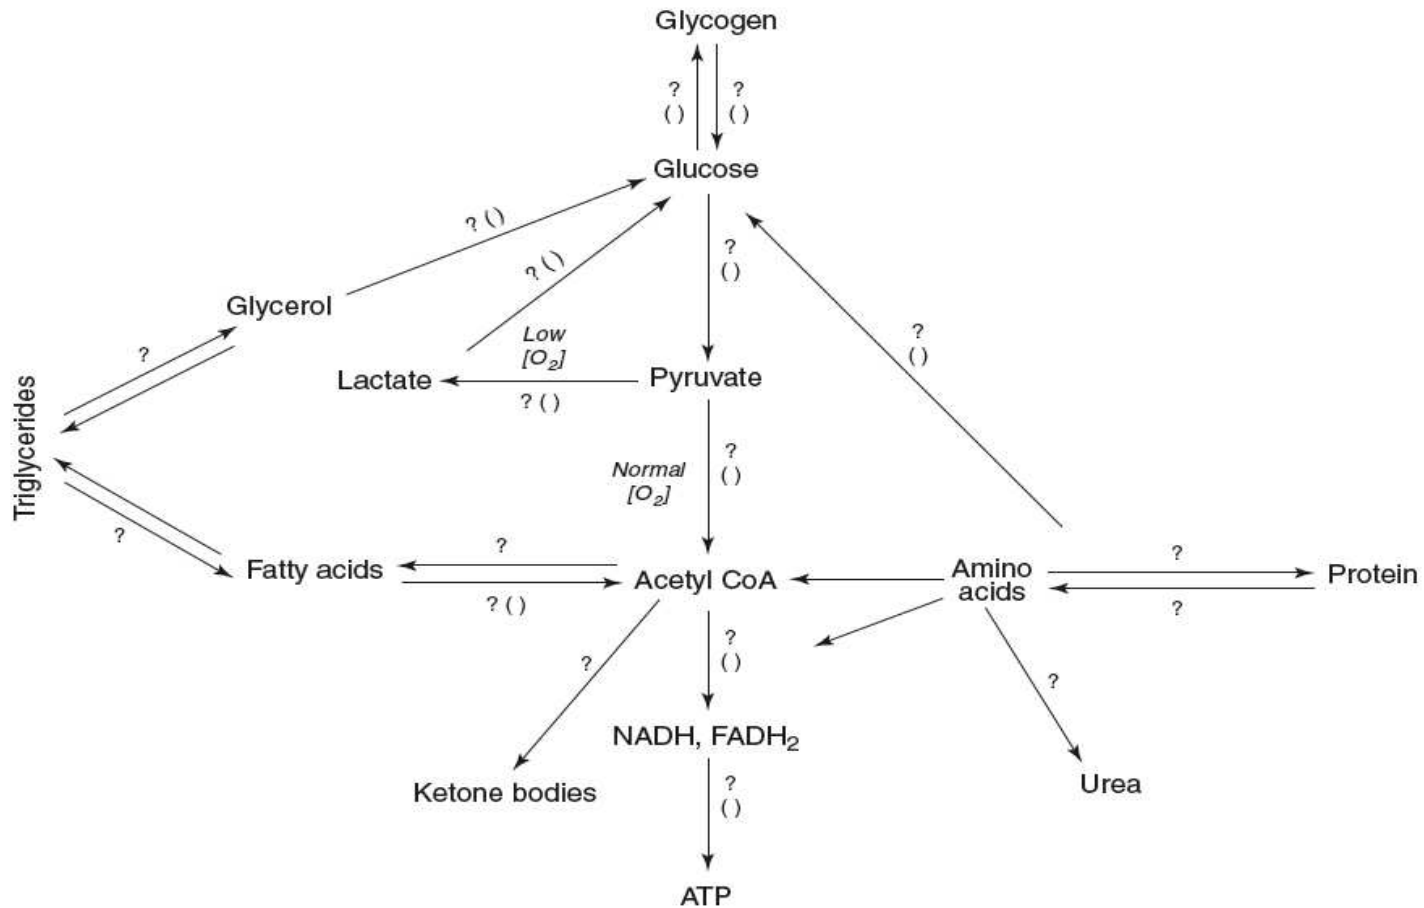 Glycogen
?
( )
?
( )
Glucose
? ( )
? ( )
?
( )
Glycerol
?
Low
[O₂]
Lactate
? ( )
Pyruvate
?
( )
Triglycerides
Normal
[O₂]
?
( )
?
Fatty acids
?
? ( )
Acetyl CoA
Amino
acids
?
?
Protein
?
?
( )
?
NADH, FADH₂
Ketone bodies
?
( )
Urea
ATP